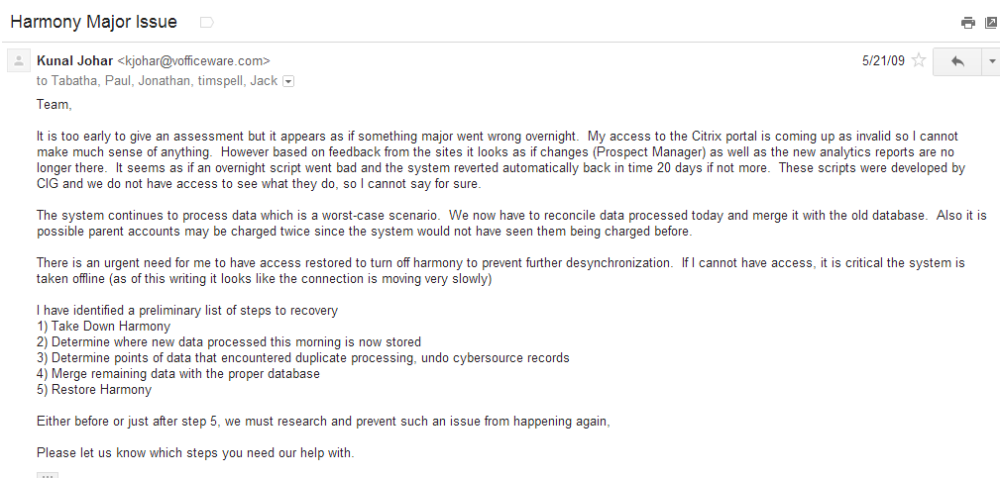 Harmony Major Issue
Kunal Johar <kjohar@vofficeware.com>
5/21/09
to Tabatha, Paul, Jonathan, timspell, Jack
Team,
It is too early to give an assessment but it appears as if something major went wrong overnight.  My access to the Citrix portal is coming up as invalid so I cannot
make much sense of anything.  However based on feedback from the sites it looks as if changes (Prospect Manager) as well as the new analytics reports are no
longer there.  It seems as if an overnight script went bad and the system reverted automatically back in time 20 days if not more.  These scripts were developed by
CIG and we do not have access to see what they do, so I cannot say for sure.
The system continues to process data which is a worst-case scenario.  We now have to reconcile data processed today and merge it with the old database.  Also it is
possible parent accounts may be charged twice since the system would not have seen them being charged before.
There is an urgent need for me to have access restored to turn off harmony to prevent further desynchronization.  If I cannot have access, it is critical the system is
taken offline (as of this writing it looks like the connection is moving very slowly)
I have identified a preliminary list of steps to recovery
1) Take Down Harmony
2) Determine where new data processed this morning is now stored
3) Determine points of data that encountered duplicate processing, undo cybersource records
4) Merge remaining data with the proper database
5) Restore Harmony
Either before or just after step 5, we must research and prevent such an issue from happening again,
Please let us know which steps you need our help with.